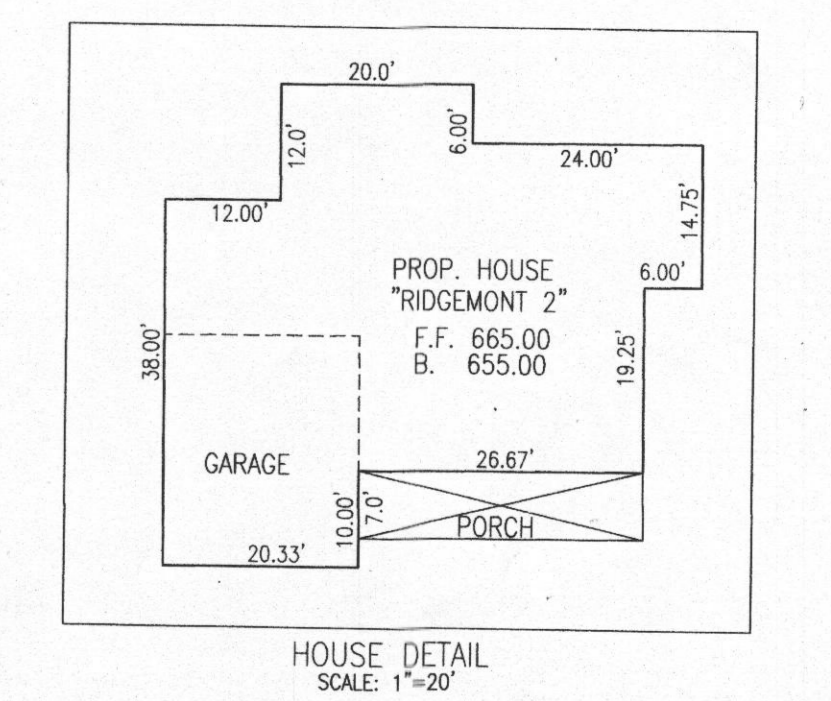 20.0'
12.0'
6.00'
24.00'
12.00'
14.75'
6.00'
PROP. HOUSE
"RIDGEMONT 2"
F.F. 665.00
B. 655.00
38.00'
19.25'
GARAGE
26.67'
10.00'
7.0'
PORCH
20.33'
HOUSE DETAIL
SCALE: 1"=20'